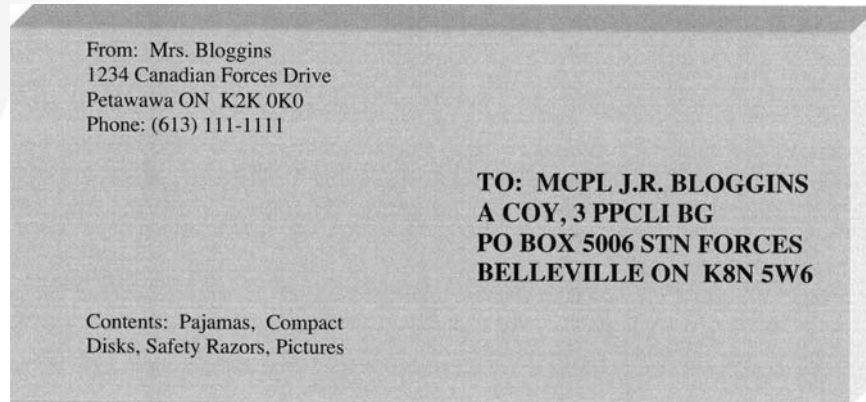 From: Mrs. Bloggins
1234 Canadian Forces Drive
Petawawa ON K2K 0K0
Phone: (613) 111-1111
TO: MCPL J.R. BLOGGINS
A COY, 3 PPCLI BG
PO BOX 5006 STN FORCES
BELLEVILLE ON K8N 5W6
Contents: Pajamas, Compact
Disks, Safety Razors, Pictures